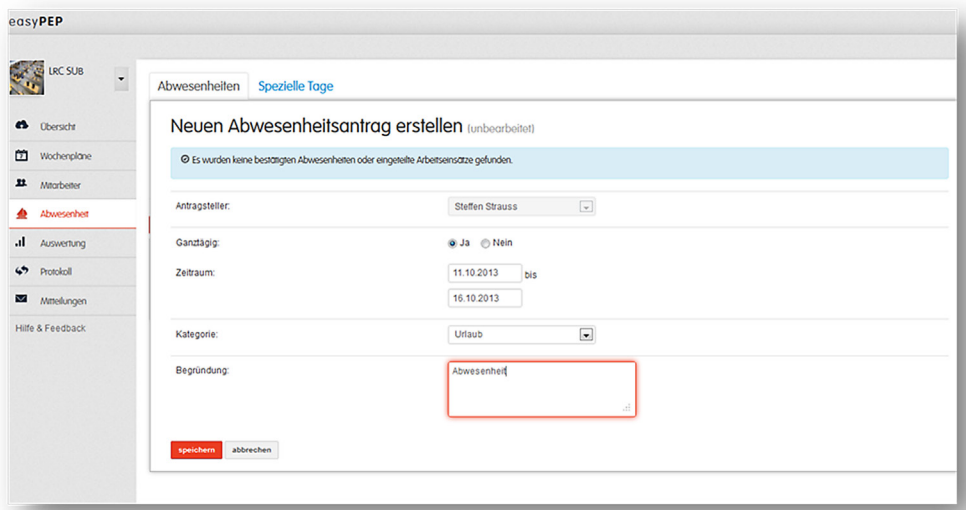 easyPEP
LRC SUB
Übersicht
7
Wochenpläne
Mitarbeiter
Abwesenheit
Auswertung
Protokoll
Mitteilungen
Hilfe & Feedback
Abwesenheiten Spezielle Tage
Neuen Abwesenheitsantrag erstellen (unbearbeitet)
Es wurden keine bestätigten Abwesenheiten oder eingeteilte Arbeitseinsätze gefunden.
Antragsteller: Steffen Strauss
Ganztägig: Ja Nein
Zeitraum: 11.10.2013 bis
16.10.2013
Kategorie: Urlaub
Begründung: Abwesenheit
speichern abbrechen